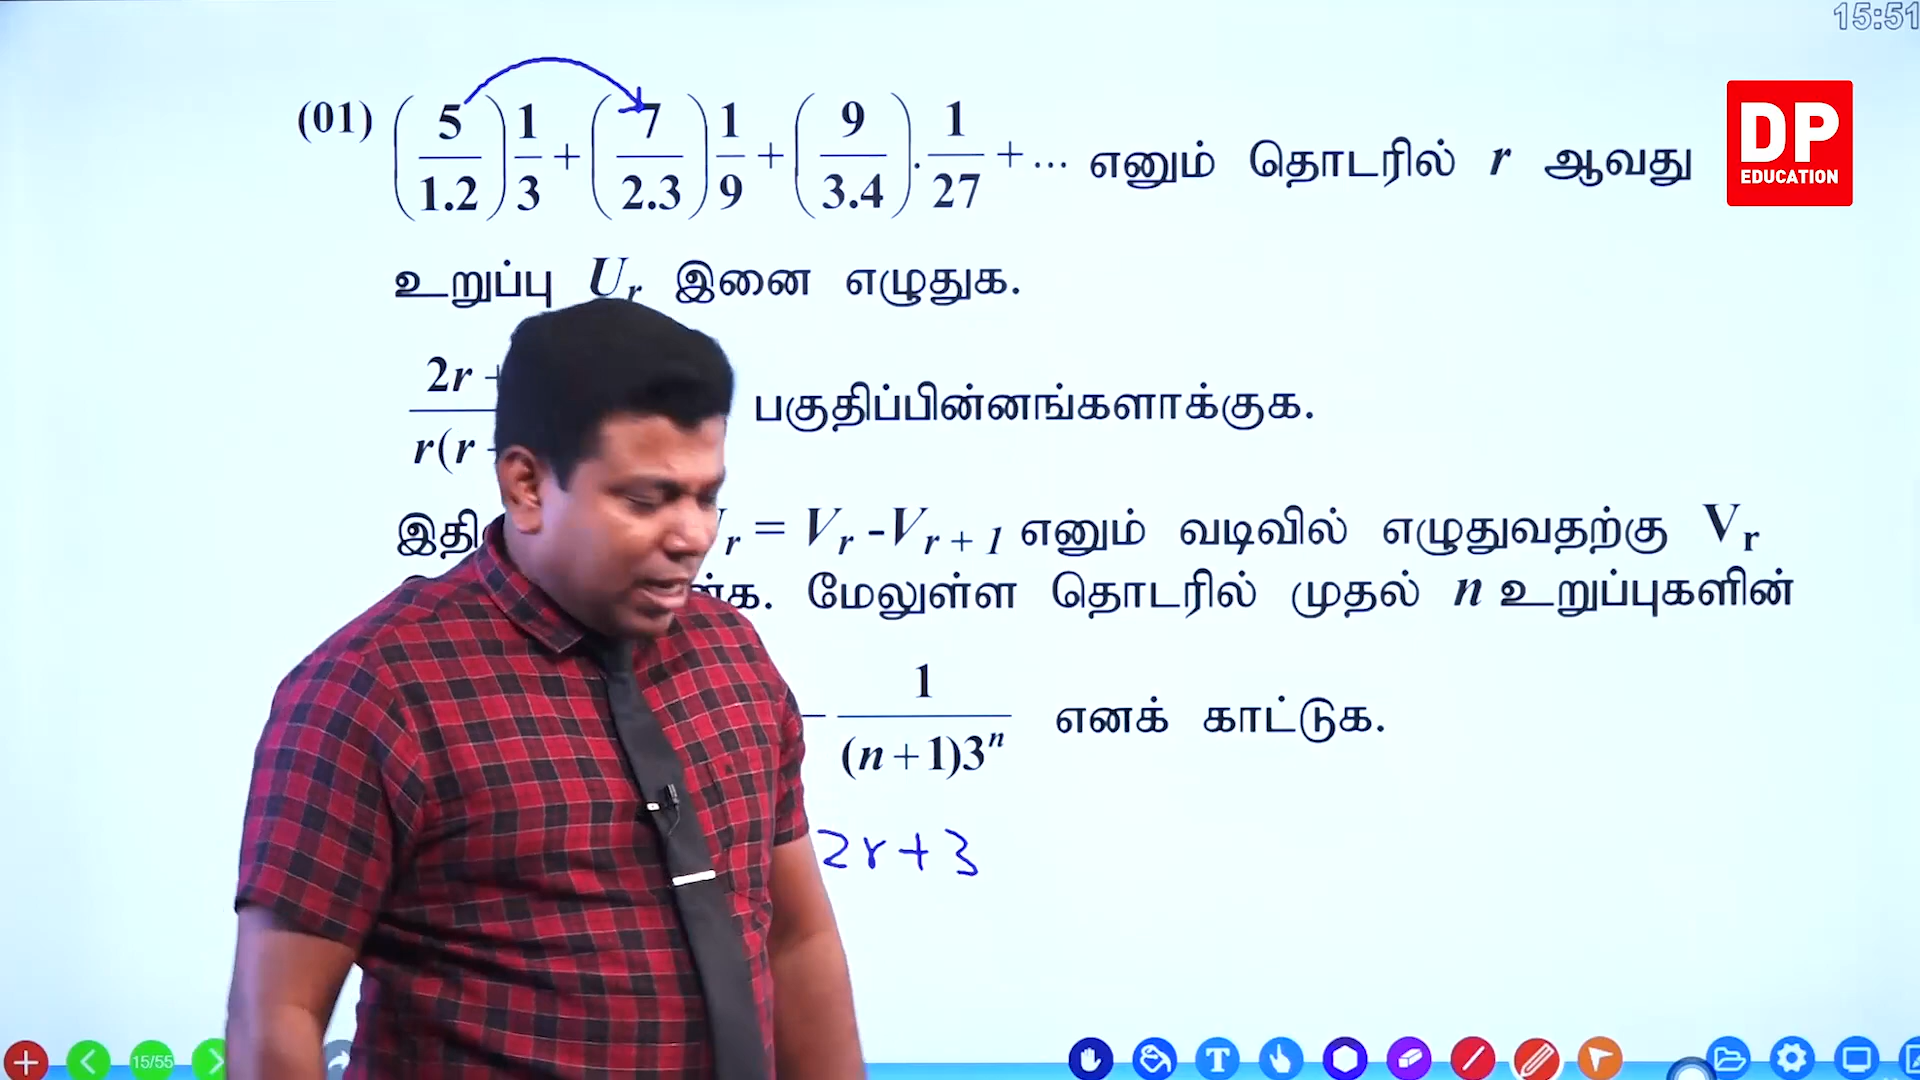 15:51
DP
EDUCATION
(01) (5/1.2) 1/3 + (7/2.3) 1/9 + (9/3.4) . 1/27 + ... எனும் தொடரில் r ஆவது
உறுப்பு Ur இனை எழுதுக.
2r + / r(r பகுதிப்பின்னங்களாக்குக.
r = Vr -Vr + 1 எனும் வடிவில் எழுதுவதற்கு Vr
மேலுள்ள தொடரில் முதல் n உறுப்புகளின்
- 1/(n+1)3ⁿ எனக் காட்டுக.
2r+3
15/55